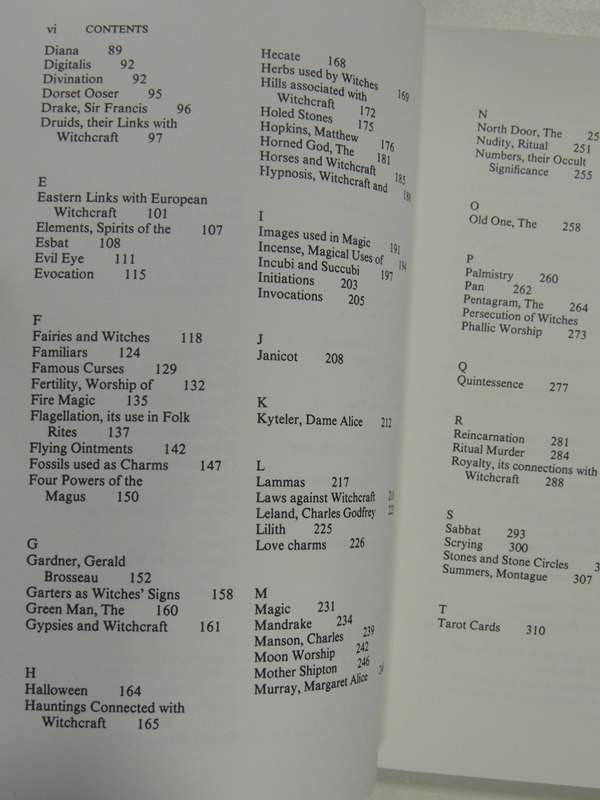 vi CONTENTS
Diana 89
Digitalis 92
Divination 92
Dorset Ooser 95
Drake, Sir Francis 96
Druids, their Links with
Witchcraft 97
E
Eastern Links with European
Witchcraft 101
Elements, Spirits of the 107
Esbat 108
Evil Eye 111
Evocation 115
F
Fairies and Witches 118
Familiars 124
Famous Curses 129
Fertility, Worship of 132
Fire Magic 135
Flagellation, its use in Folk
Rites 137
Flying Ointments 142
Fossils used as Charms 147
Four Powers of the
Magus 150
G
Gardner, Gerald
Brosseau 152
Garters as Witches' Signs 158
Green Man, The 160
Gypsies and Witchcraft 161
H
Halloween 164
Hauntings Connected with
Witchcraft 165
Hecate 168
Herbs used by Witches 169
Hills associated with
Witchcraft 172
Holed Stones 175
Hopkins, Matthew 176
Horned God, The 181
Horses and Witchcraft 185
Hypnosis, Witchcraft and 188
I
Images used in Magic 191
Incense, Magical Uses of 194
Incubi and Succubi 197
Initiations 203
Invocations 205
J
Janicot 208
K
Kyteler, Dame Alice 212
L
Lammas 217
Laws against Witchcraft
Leland, Charles Godfrey
Lilith 225
Love charms 226
M
Magic 231
Mandrake 234
Manson, Charles 239
Moon Worship 242
Mother Shipton 246
Murray, Margaret Alice
N
North Door, The
Nudity, Ritual 251
Numbers, their Occult
Significance 255
O
Old One, The 258
P
Palmistry 260
Pan 262
Pentagram, The 264
Persecution of Witches
Phallic Worship 273
Q
Quintessence 277
R
Reincarnation 281
Ritual Murder 284
Royalty, its connections with
Witchcraft 288
S
Sabbat 293
Scrying 300
Stones and Stone Circles
Summers, Montague 307
T
Tarot Cards 310